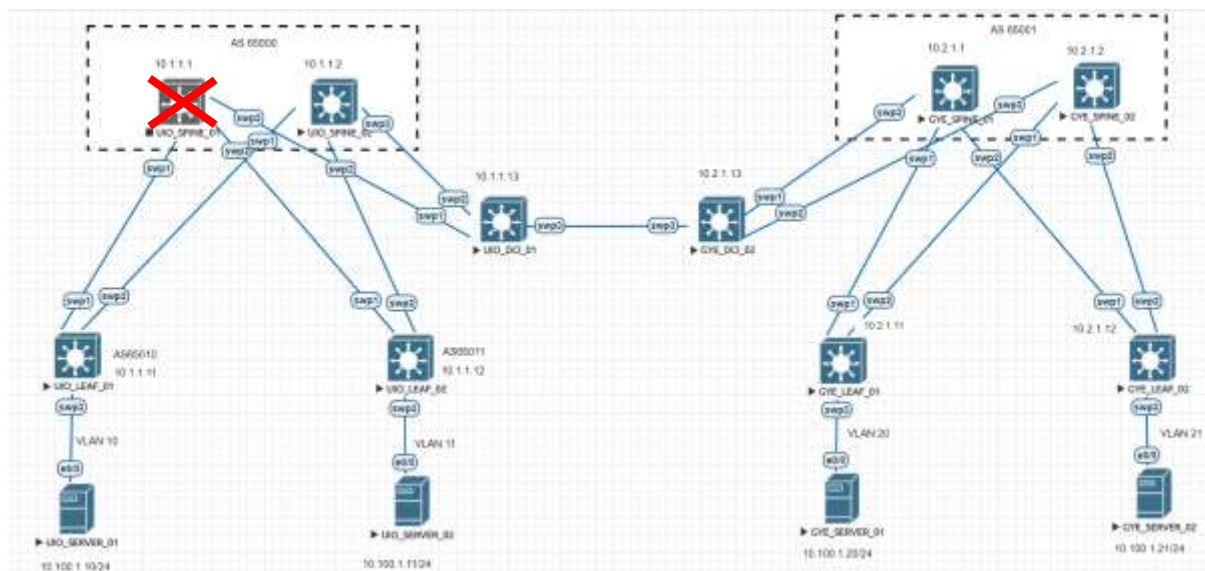 AS 65000
AS 65001
10.1.1.1
10.1.1.2
10.2.1.1
10.2.1.2
UIO_SPINE_01
UIO_SPINE_02
GYE_SPINE_01
GYE_SPINE_02
swp3
swp3
swp3
swp3
swp1
swp2
swp1
swp2
swp1
swp2
swp1
swp2
10.1.1.13
10.2.1.13
swp2
swp1
swp1
swp2
swp3
swp3
UIO_DCI_01
GYE_DCI_02
swp1
swp2
swp1
swp2
swp1
swp2
swp1
swp2
10.2.1.11
10.2.1.12
AS65010
10.1.1.11
AS65011
10.1.1.12
UIO_LEAF_01
UIO_LEAF_02
GYE_LEAF_01
GYE_LEAF_02
swp3
swp3
swp3
swp3
VLAN 10
VLAN 11
VLAN 20
VLAN 21
e0/0
e0/0
e0/0
e0/0
UIO_SERVER_01
UIO_SERVER_02
GYE_SERVER_01
GYE_SERVER_02
10.100.1.10/24
10.100.1.11/24
10.100.1.20/24
10.100.1.21/24